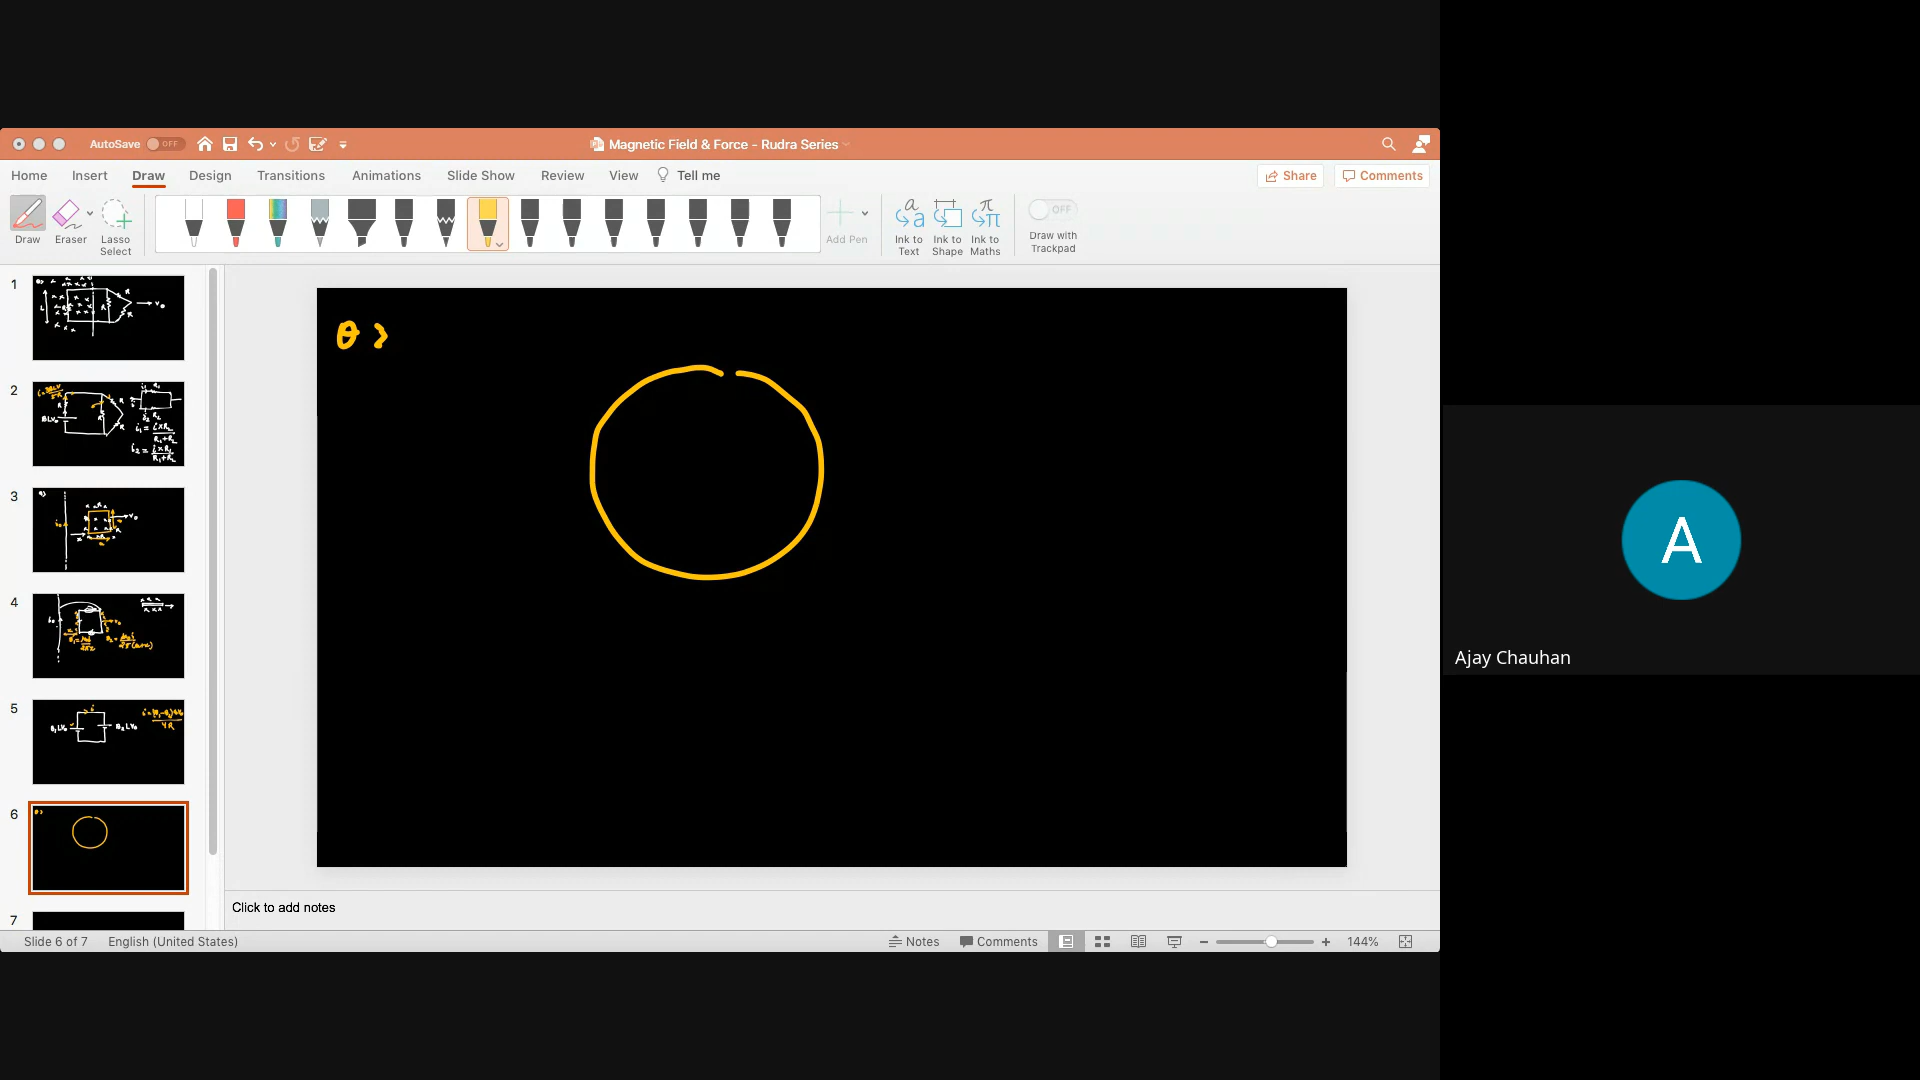 AutoSave OFF
Magnetic Field & Force - Rudra Series
Home Insert Draw Design Transitions Animations Slide Show Review View Tell me
Share Comments
Draw Eraser Lasso Select
Add Pen
Ink to Text Ink to Shape Ink to Maths
OFF
Draw with Trackpad
1
2
3
4
5
6
7
θ >
A
Ajay Chauhan
Click to add notes
Slide 6 of 7 English (United States)
Notes Comments 144%